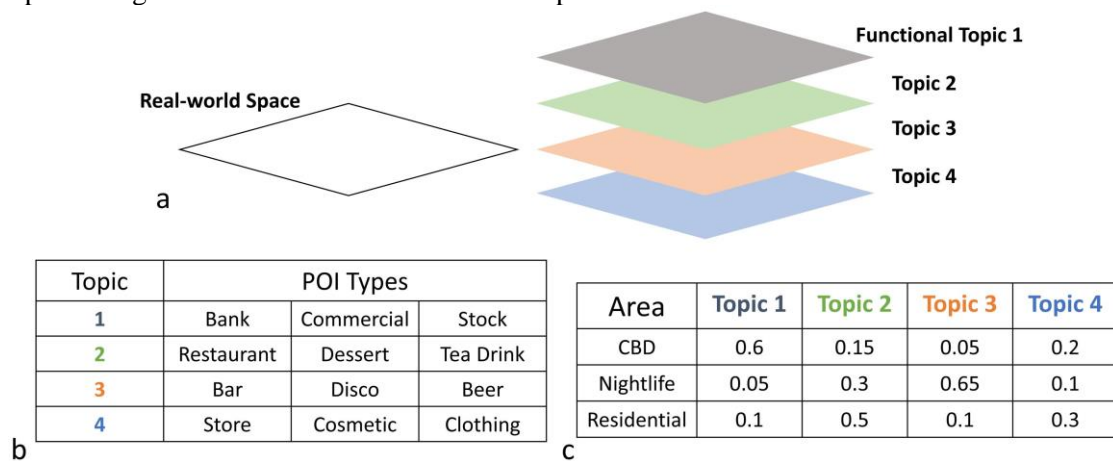 Functional Topic 1
Real-world Space
Topic 2
Topic 3
Topic 4
a
Topic POI Types
1 Bank Commercial Stock
2 Restaurant Dessert Tea Drink
3 Bar Disco Beer
4 Store Cosmetic Clothing
b
Area Topic 1 Topic 2 Topic 3 Topic 4
CBD 0.6 0.15 0.05 0.2
Nightlife 0.05 0.3 0.65 0.1
Residential 0.1 0.5 0.1 0.3
c